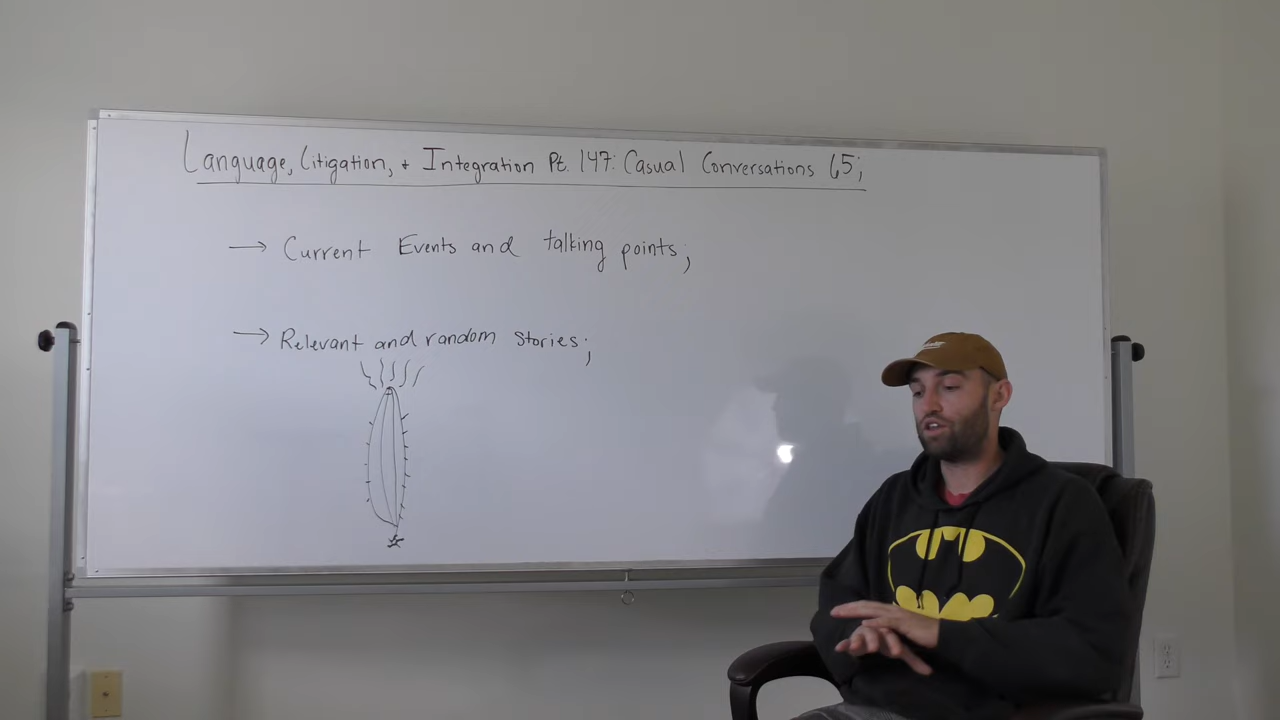 Language, Litigation, + Integration Pt. 147: Casual Conversations 65;
→ Current Events and talking points;
→ Relevant and random stories;